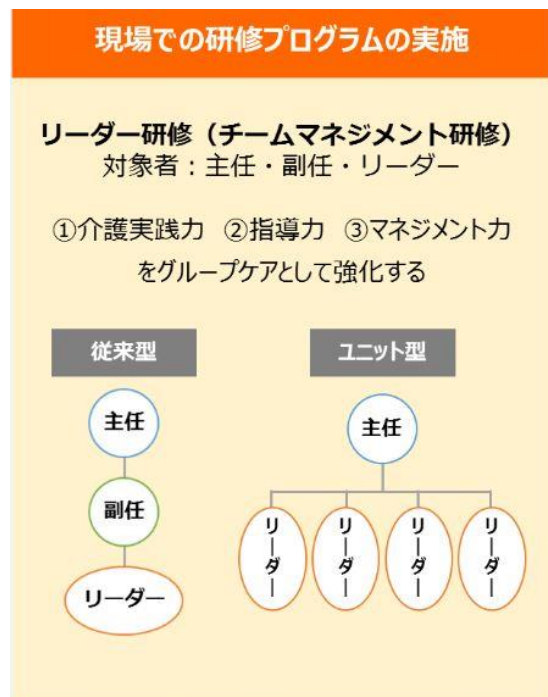 現場での研修プログラムの実施
リーダー研修（チームマネジメント研修）
対象者：主任・副任・リーダー
①介護実践力 ②指導力 ③マネジメント力
をグループケアとして強化する
従来型
主任
副任
リーダー
ユニット型
主任
リーダー
リーダー
リーダー
リーダー